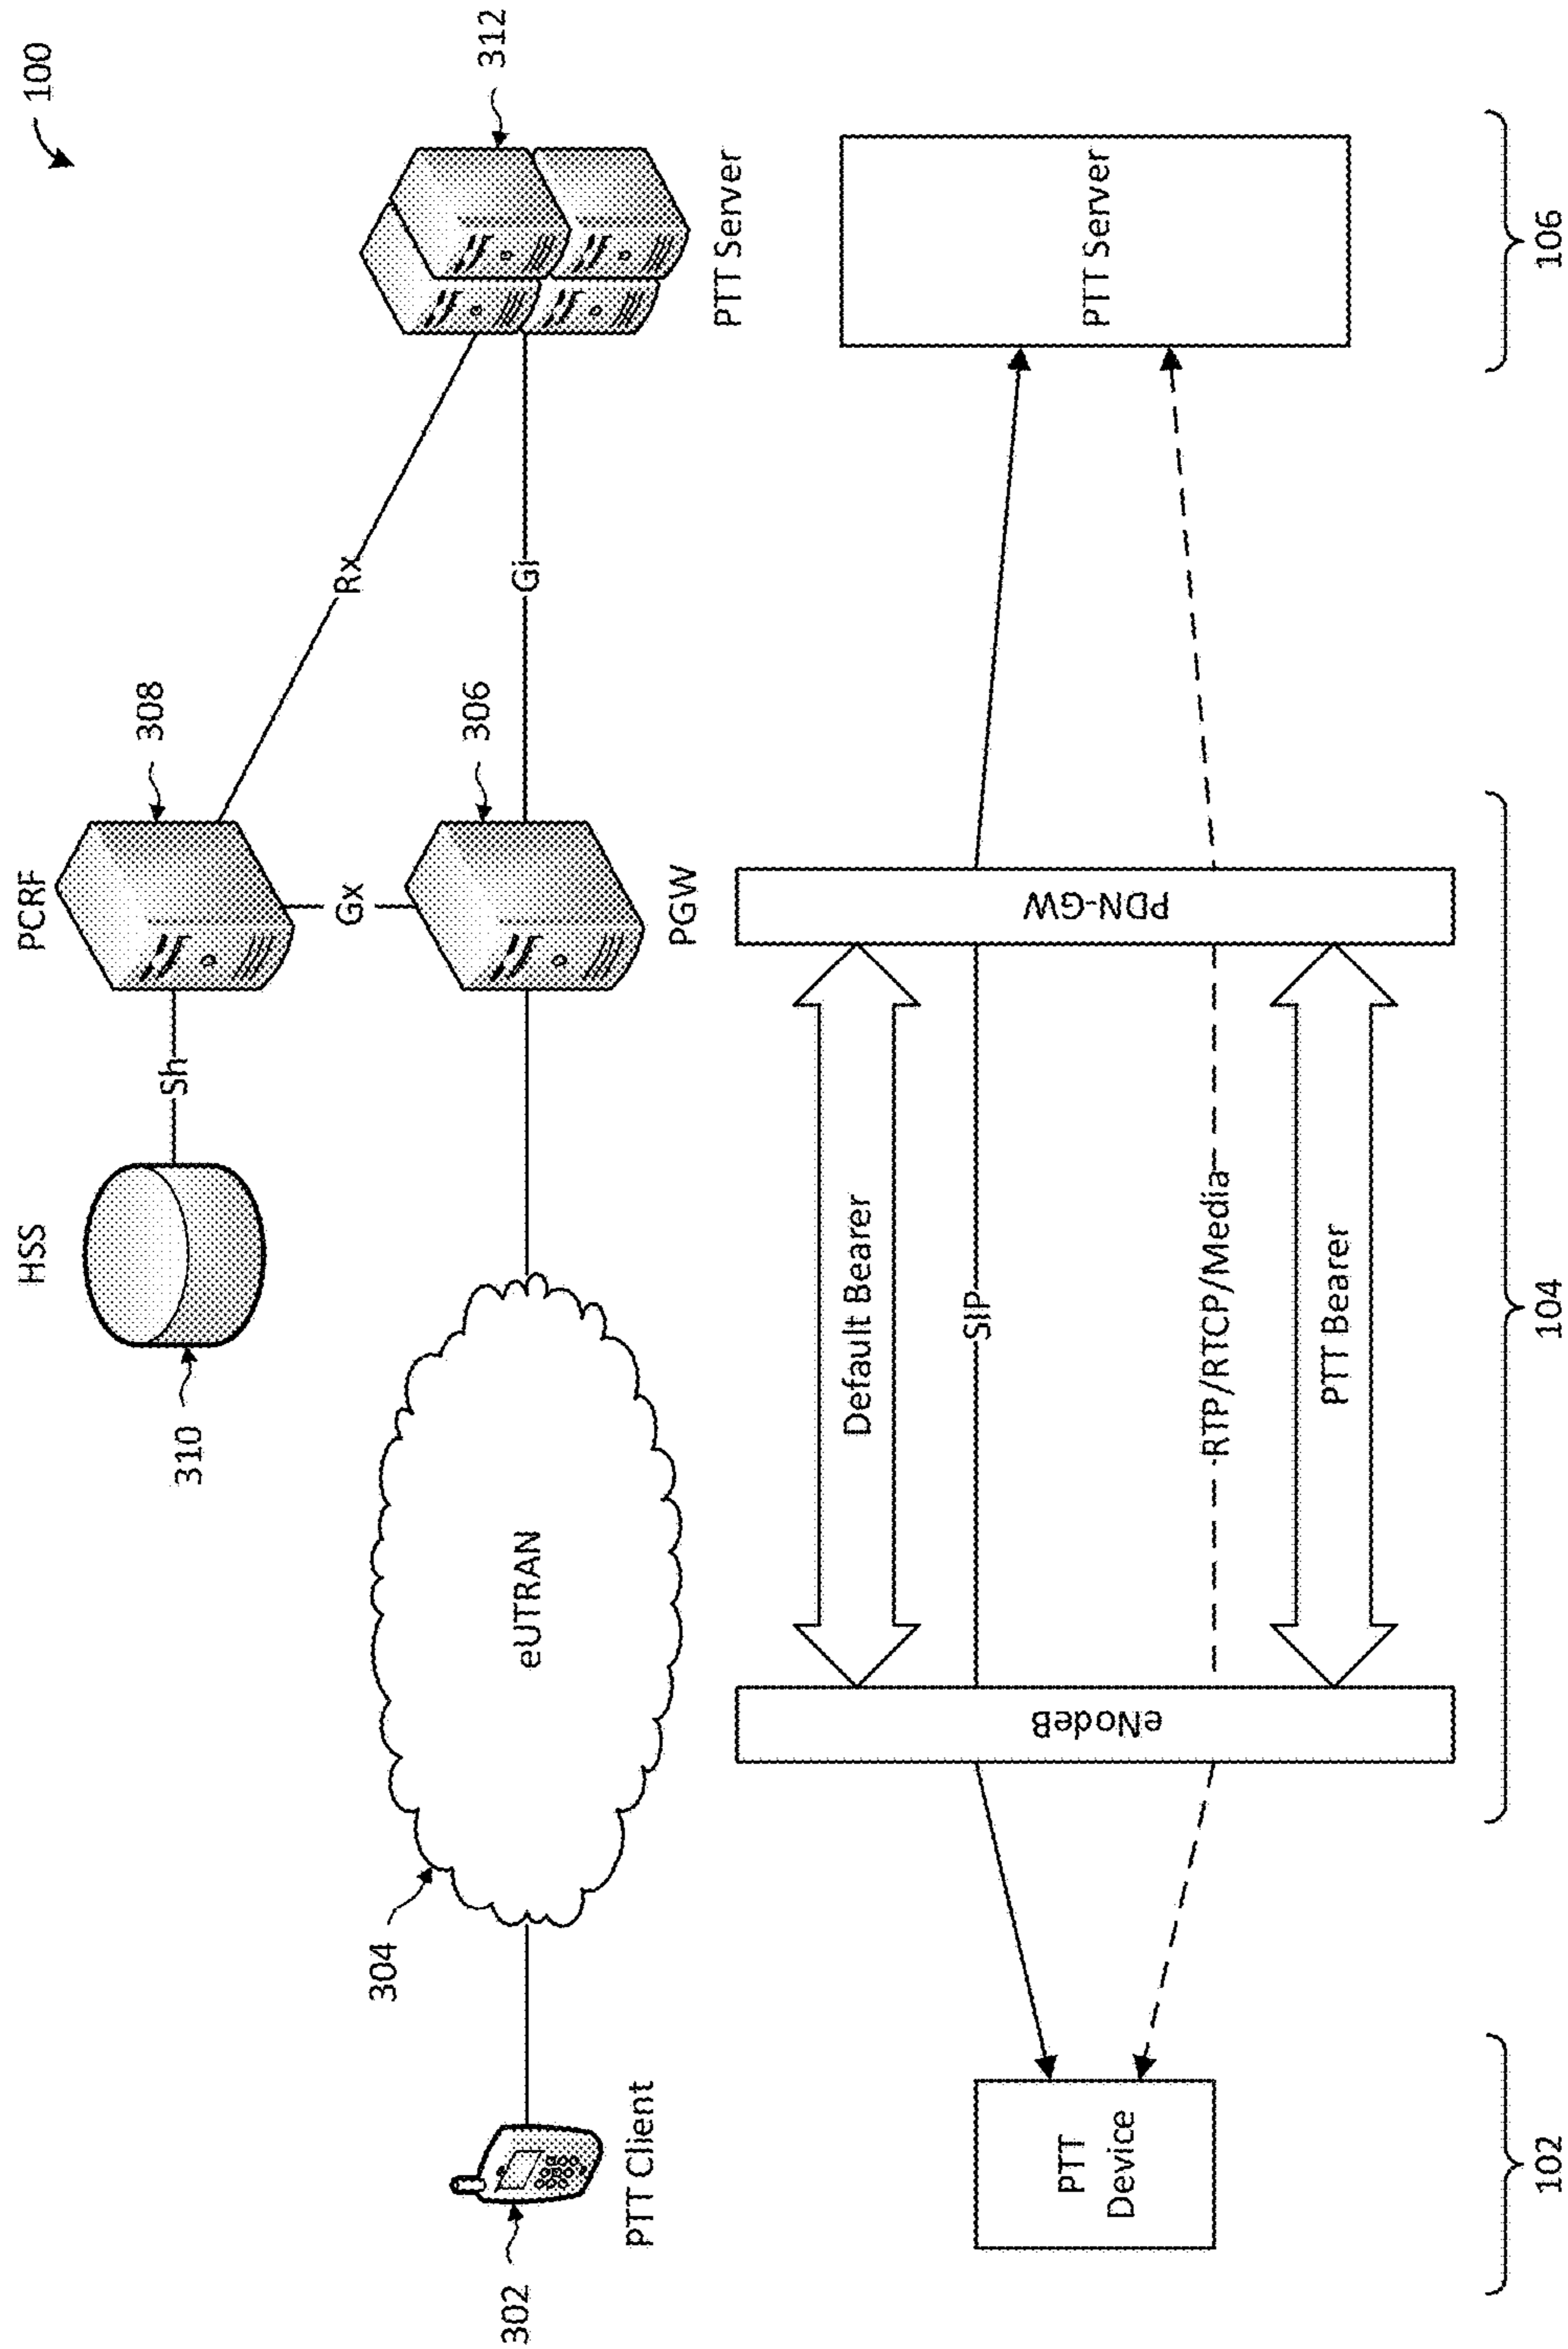 100
HSS
PCRF
310
Sh
308
Gx
Rx
312
304
eUTRAN
306
Gi
302
PTT Client
PGW
PTT Server
Default Bearer
SIP
RTP/RTCP/Media
PTT Bearer
eNodeB
PDN-GW
PTT
Device
PTT Server
102
104
106